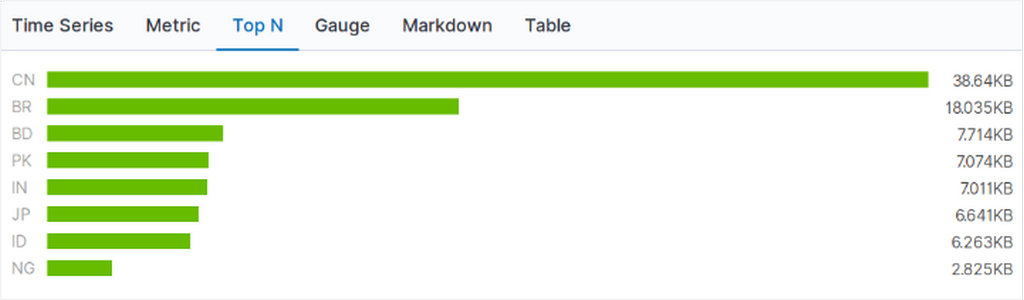 Time Series Metric Top N Gauge Markdown Table
CN 38.64KB
BR 18.035KB
BD 7.714KB
PK 7.074KB
IN 7.011KB
JP 6.641KB
ID 6.263KB
NG 2.825KB